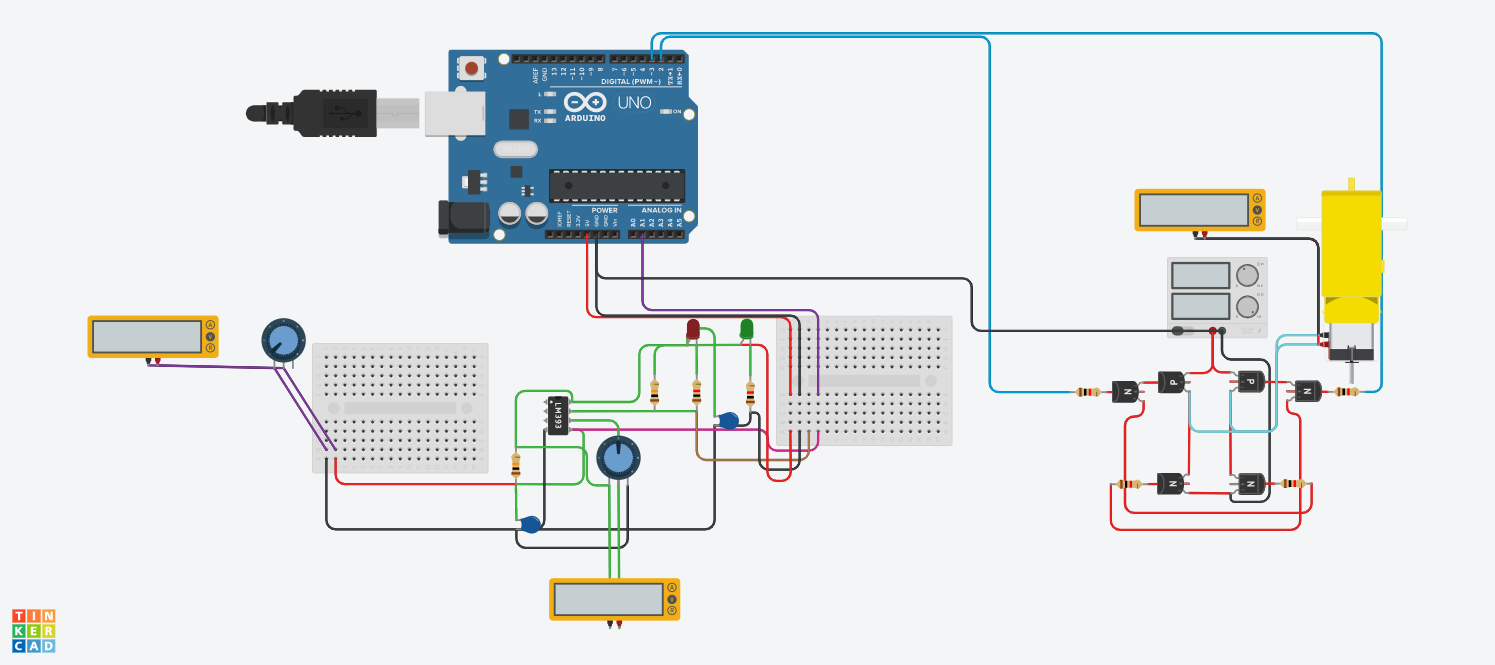 AREF
GND
13
12
~11
~10
~9
8
7
~6
~5
4
~3
2
TX→1
RX←0
DIGITAL (PWM~)
L
TX
RX
UNO
ON
ARDUINO
POWER
ANALOG IN
IOREF
RESET
3.3V
5V
GND
GND
Vin
A0
A1
A2
A3
A4
A5
A
V
R
A
V
R
LM393
N
P
P
N
N
N
A
V
R
TIN
KER
CAD